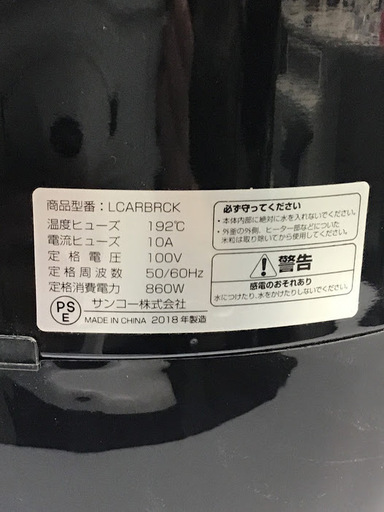 商品型番：LCARBRCK
温度ヒューズ 192℃
電流ヒューズ 10A
定格電圧 100V
定格周波数 50/60Hz
定格消費電力 860W
サンコー株式会社
PS
E
MADE IN CHINA 2018年製造
必ず守ってください
・本体内部に絶対に水を入れないでください。
・外釜の外側、ヒーター部などについた
米粒は取り除いてから使用してください。
警告
感電のおそれあり
水につけたり、水をかけたりしないでください。